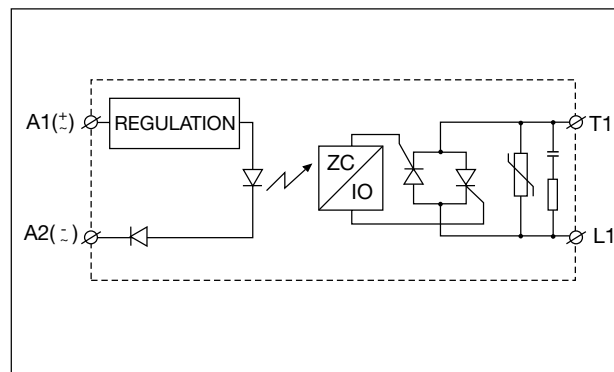 A1(+ ~)
REGULATION
T1
ZC
IO
A2(- ~)
L1